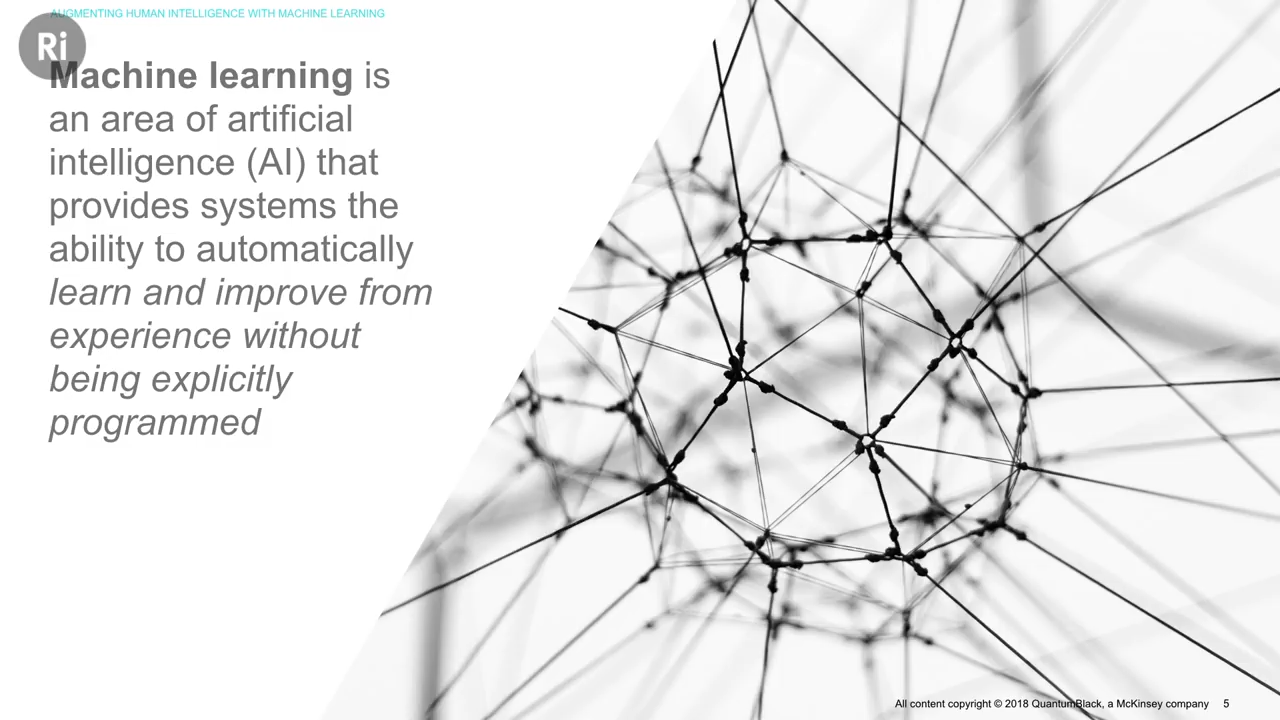 AUGMENTING HUMAN INTELLIGENCE WITH MACHINE LEARNING
Ri
Machine learning is
an area of artificial
intelligence (AI) that
provides systems the
ability to automatically
learn and improve from
experience without
being explicitly
programmed
All content copyright © 2018 QuantumBlack, a McKinsey company 5